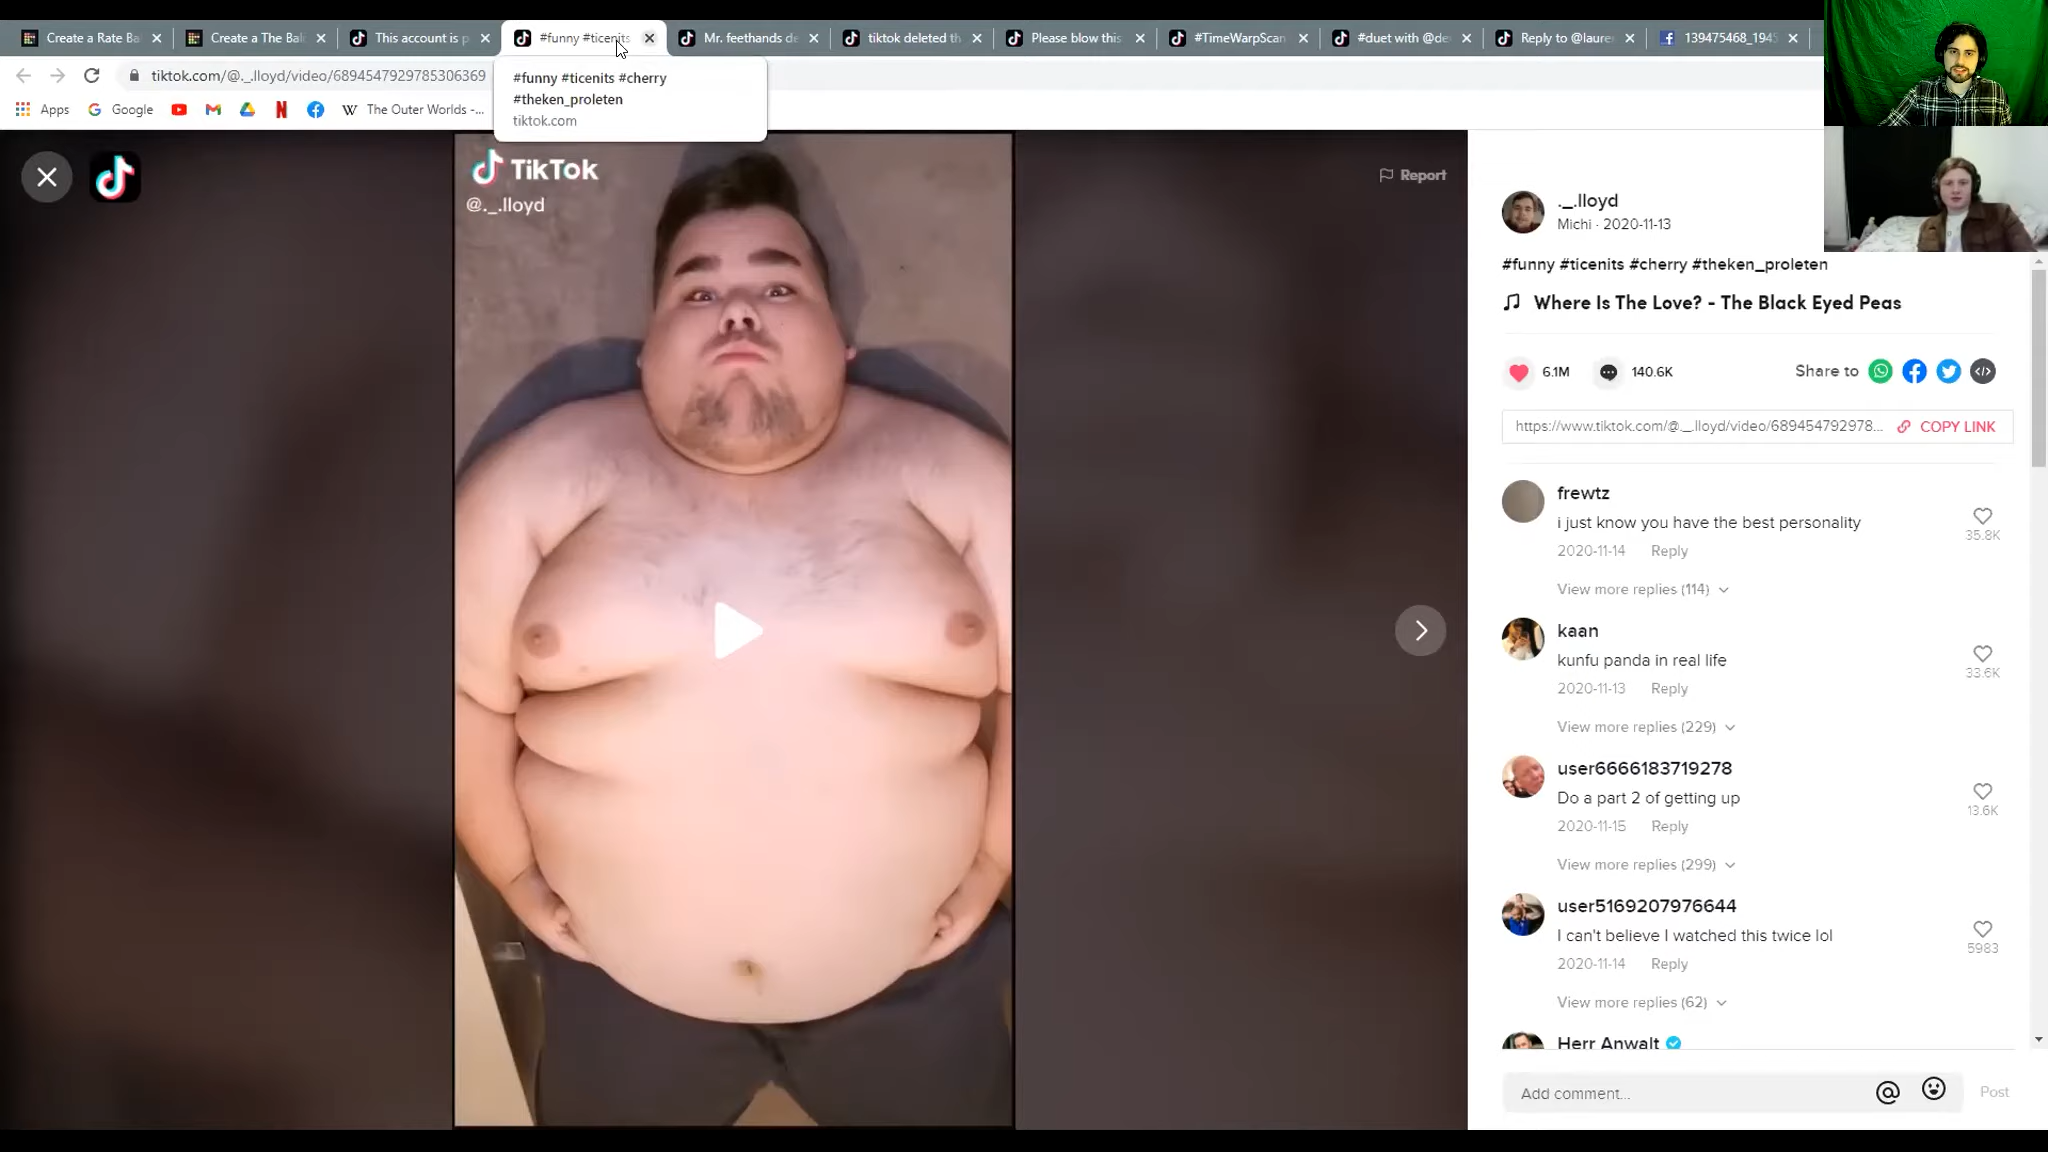 Create a Rate Ba
Create a The Bal
This account is p
#funny #ticenits
Mr. feethands de
tiktok deleted th
Please blow this
#TimeWarpScan
#duet with @de
Reply to @laure
139475468_1945
tiktok.com/@._.lloyd/video/6894547929785306369
#funny #ticenits #cherry
#theken_proleten
tiktok.com
Apps
Google
The Outer Worlds -...
TikTok
@._.lloyd
Report
._.lloyd
Michi · 2020-11-13
#funny #ticenits #cherry #theken_proleten
Where Is The Love? - The Black Eyed Peas
6.1M
140.6K
Share to
https://www.tiktok.com/@._.lloyd/video/689454792978...
COPY LINK
frewtz
i just know you have the best personality
35.8K
2020-11-14 Reply
View more replies (114)
kaan
kunfu panda in real life
33.6K
2020-11-13 Reply
View more replies (229)
user6666183719278
Do a part 2 of getting up
13.6K
2020-11-15 Reply
View more replies (299)
user5169207976644
I can't believe I watched this twice lol
5983
2020-11-14 Reply
View more replies (62)
Herr Anwalt
Add comment...
Post